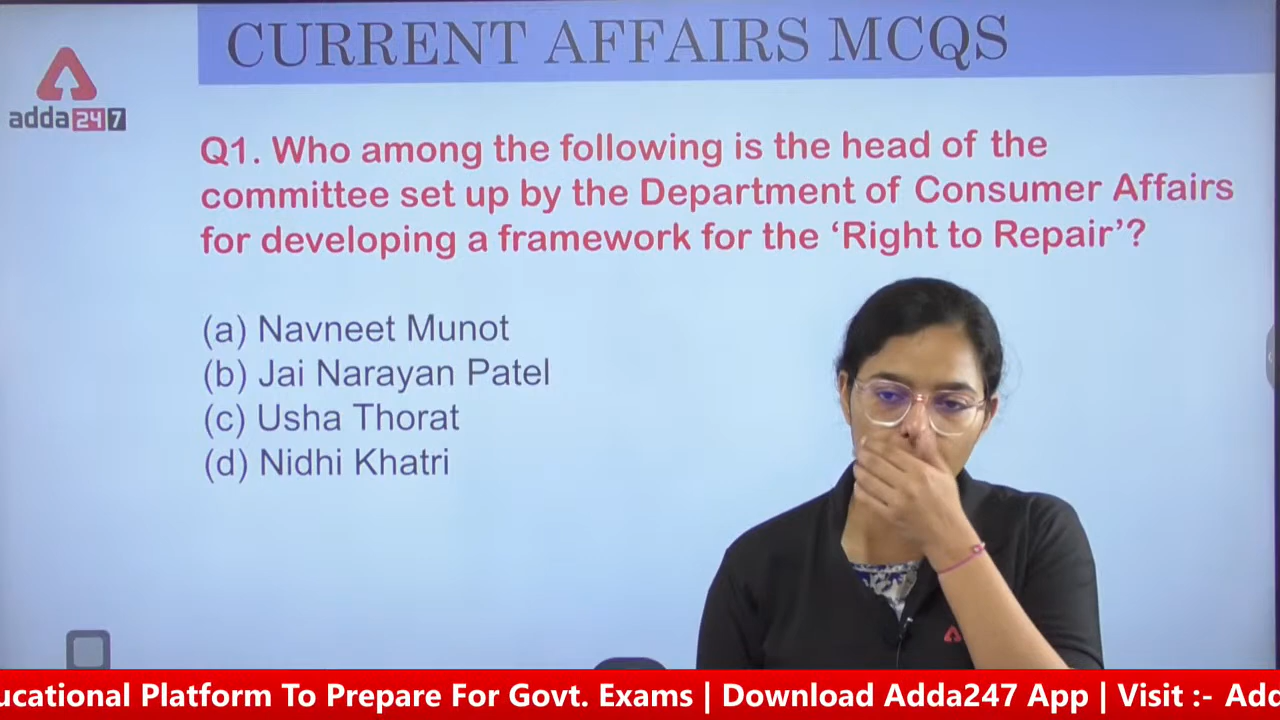 CURRENT AFFAIRS MCQS
adda247
Q1. Who among the following is the head of the
committee set up by the Department of Consumer Affairs
for developing a framework for the ‘Right to Repair’?
(a) Navneet Munot
(b) Jai Narayan Patel
(c) Usha Thorat
(d) Nidhi Khatri
ucational Platform To Prepare For Govt. Exams | Download Adda247 App | Visit :- Add